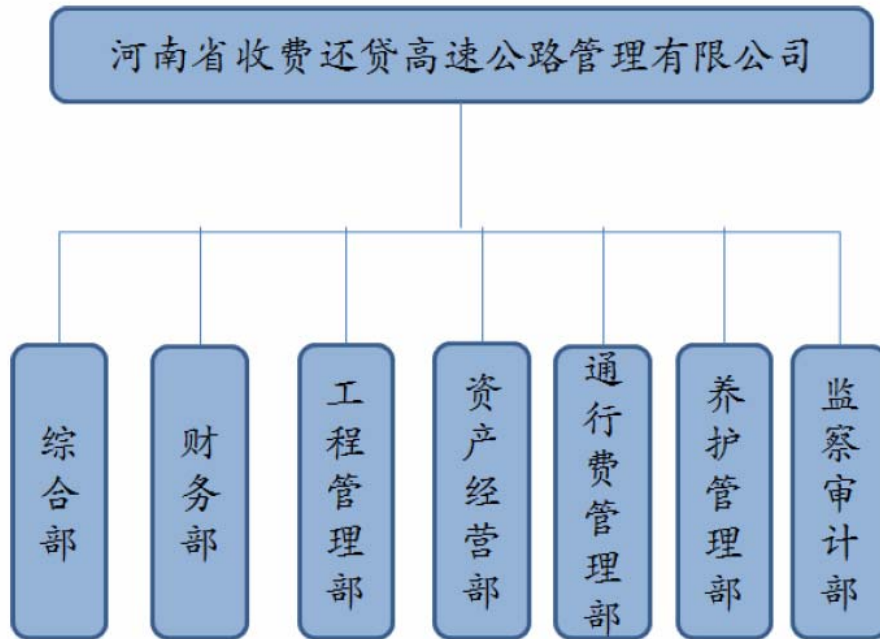 河南省收费还贷高速公路管理有限公司
综合部
财务部
工程管理部
资产经营部
通行费管理部
养护管理部
监察审计部